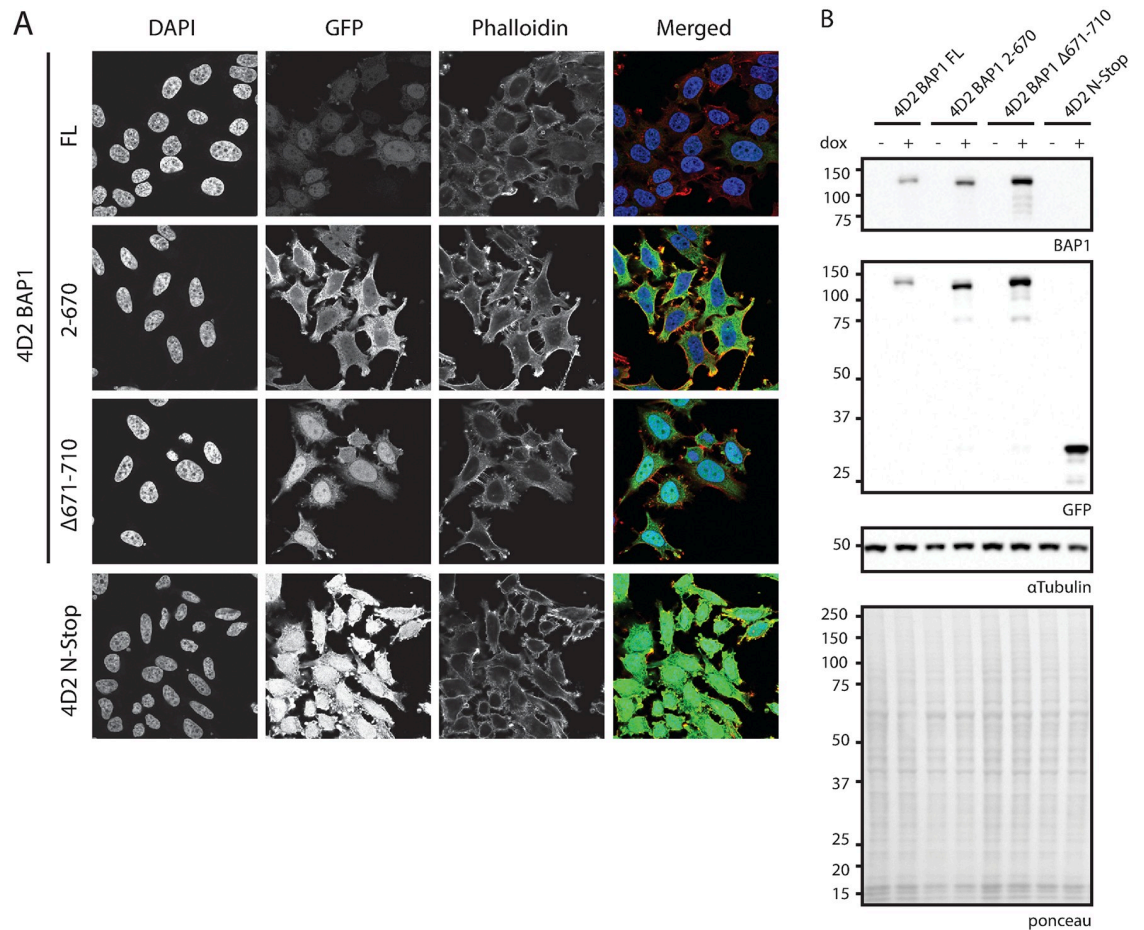 A
DAPI GFP Phalloidin Merged
4D2 BAP1
FL
2-670
Δ671-710
4D2 N-Stop
B
4D2 BAP1 FL
4D2 BAP1 2-670
4D2 BAP1 Δ671-710
4D2 N-Stop
dox - + - + - + - +
150
100
75
BAP1
150
100
75
50
37
25
GFP
50
αTubulin
250
150
100
75
50
37
25
20
15
ponceau